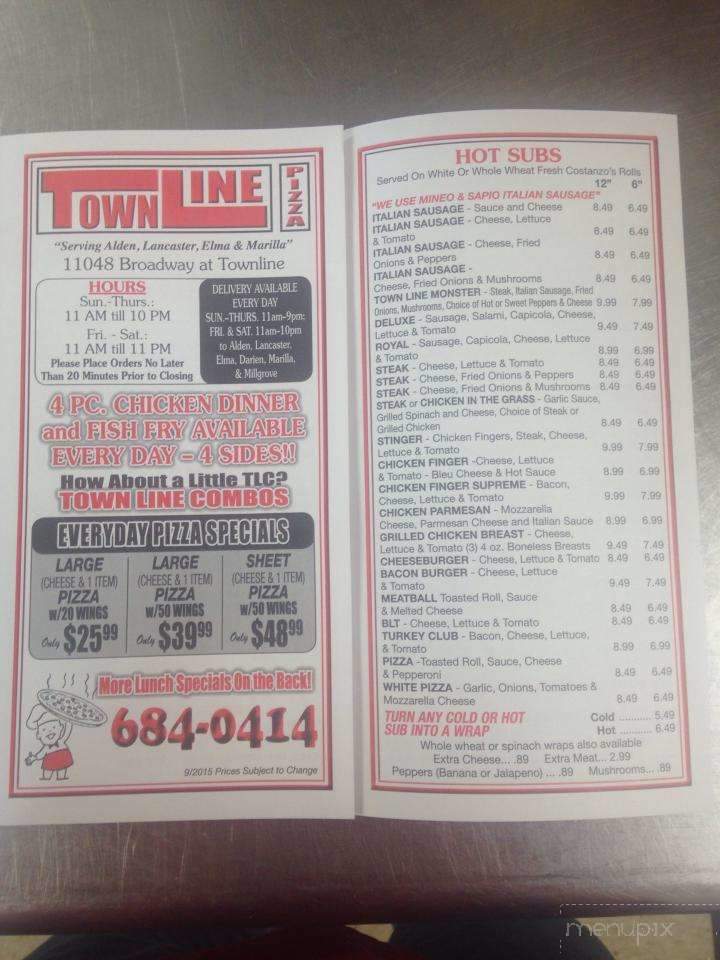 TOWN LINE PIZZA
"Serving Alden, Lancaster, Elma & Marilla"
11048 Broadway at Townline
HOURS
Sun.-Thurs.:
11 AM till 10 PM
Fri. - Sat.:
11 AM till 11 PM
Please Place Orders No Later
Than 20 Minutes Prior to Closing
DELIVERY AVAILABLE
EVERY DAY
SUN.-THURS. 11am-9pm:
FRI. & SAT. 11am-10pm
to Alden, Lancaster,
Elma, Darien, Marilla,
& Millgrove
4 PC. CHICKEN DINNER
and FISH FRY AVAILABLE
EVERY DAY – 4 SIDES!!
How About a Little TLC?
TOWN LINE COMBOS
EVERYDAY PIZZA SPECIALS
LARGE
(CHEESE & 1 ITEM)
PIZZA
w/20 WINGS
Only $25.99
LARGE
(CHEESE & 1 ITEM)
PIZZA
w/50 WINGS
Only $39.99
SHEET
(CHEESE & 1 ITEM)
PIZZA
w/50 WINGS
Only $48.99
More Lunch Specials On the Back!
684-0414
9/2015 Prices Subject to Change
HOT SUBS
Served On White Or Whole Wheat Fresh Costanzo's Rolls
12" 6"
"WE USE MINEO & SAPIO ITALIAN SAUSAGE"
ITALIAN SAUSAGE - Sauce and Cheese 8.49 6.49
ITALIAN SAUSAGE - Cheese, Lettuce
& Tomato 8.49 6.49
ITALIAN SAUSAGE - Cheese, Fried
Onions & Peppers 8.49 6.49
ITALIAN SAUSAGE -
Cheese, Fried Onions & Mushrooms 8.49 6.49
TOWN LINE MONSTER - Steak, Italian Sausage, Fried
Onions, Mushrooms, Choice of Hot or Sweet Peppers & Cheese 9.99 7.99
DELUXE - Sausage, Salami, Capicola, Cheese,
Lettuce & Tomato 9.49 7.49
ROYAL - Sausage, Capicola, Cheese, Lettuce
& Tomato 8.99 6.99
STEAK - Cheese, Lettuce & Tomato 8.49 6.49
STEAK - Cheese, Fried Onions & Peppers 8.49 6.49
STEAK - Cheese, Fried Onions & Mushrooms 8.49 6.49
STEAK or CHICKEN IN THE GRASS - Garlic Sauce,
Grilled Spinach and Cheese, Choice of Steak or
Grilled Chicken 8.49 6.49
STINGER - Chicken Fingers, Steak, Cheese,
Lettuce & Tomato 9.99 7.99
CHICKEN FINGER -Cheese, Lettuce
& Tomato - Bleu Cheese & Hot Sauce 8.99 6.99
CHICKEN FINGER SUPREME - Bacon,
Cheese, Lettuce & Tomato 9.99 7.99
CHICKEN PARMESAN - Mozzarella
Cheese, Parmesan Cheese and Italian Sauce 8.99 6.99
GRILLED CHICKEN BREAST - Cheese,
Lettuce & Tomato (3) 4 oz. Boneless Breasts 9.49 7.49
CHEESEBURGER - Cheese, Lettuce & Tomato 8.49 6.49
BACON BURGER - Cheese, Lettuce
& Tomato 9.49 7.49
MEATBALL Toasted Roll, Sauce
& Melted Cheese 8.49 6.49
BLT - Cheese, Lettuce & Tomato 8.49 6.49
TURKEY CLUB - Bacon, Cheese, Lettuce,
& Tomato 8.99 6.99
PIZZA -Toasted Roll, Sauce, Cheese
& Pepperoni 8.49 6.49
WHITE PIZZA - Garlic, Onions, Tomatoes &
Mozzarella Cheese 8.49 6.49
TURN ANY COLD OR HOT Cold .......... 5.49
SUB INTO A WRAP Hot .......... 6.49
Whole wheat or spinach wraps also available
Extra Cheese.... .89 Extra Meat... 2.99
Peppers (Banana or Jalapeno) .... .89 Mushrooms... .89
menupix